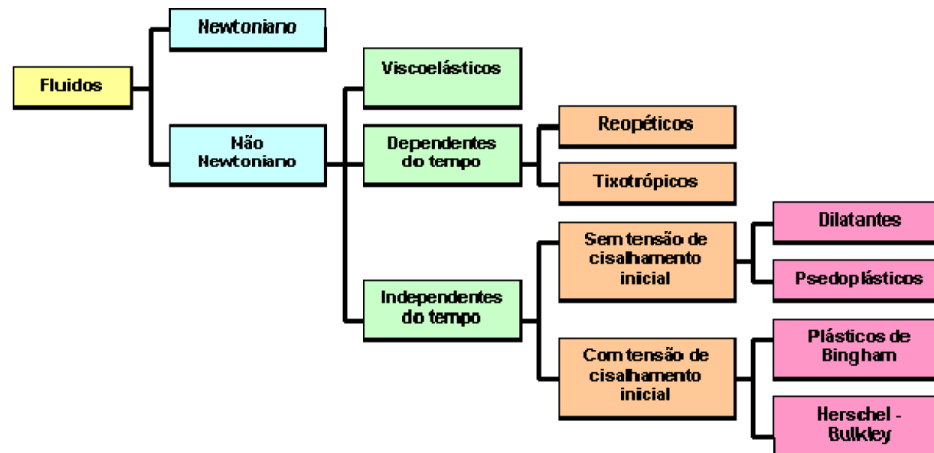 Fluidos
Newtoniano
Não
Newtoniano
Viscoelásticos
Dependentes
do tempo
Independentes
do tempo
Reopéticos
Tixotrópicos
Sem tensão de
cisalhamento
inicial
Com tensão de
cisalhamento
inicial
Dilatantes
Psedoplásticos
Plásticos de
Bingham
Herschel -
Bulkley